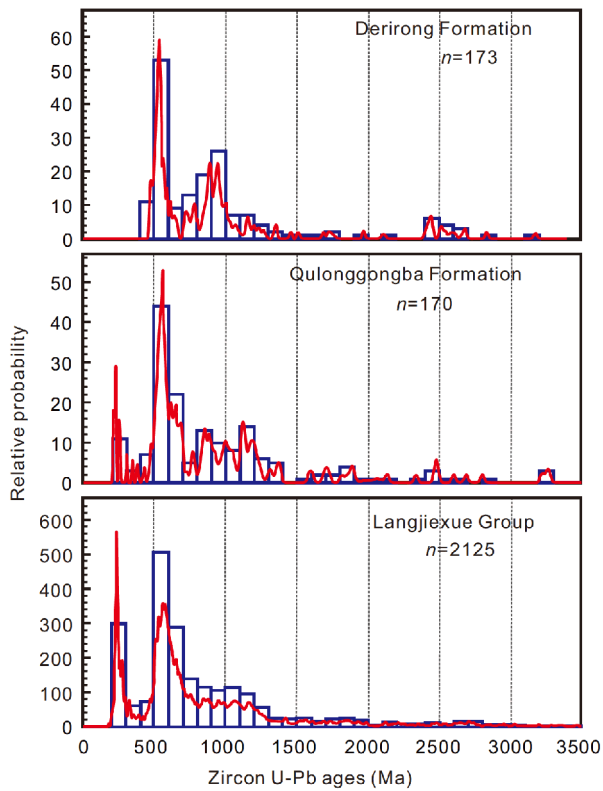 Derirong Formation
n=173
60
50
40
30
20
10
0
Qulonggongba Formation
n=170
50
40
30
20
10
0
Relative probability
Langjiexue Group
n=2125
600
500
400
300
200
100
0
0 500 1000 1500 2000 2500 3000 3500
Zircon U-Pb ages (Ma)